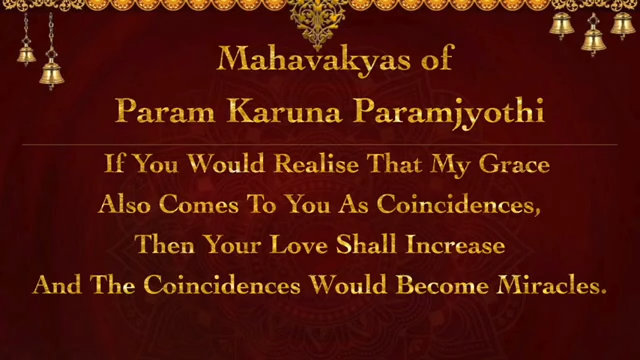 Mahavakyas of
Param Karuna Paramjyothi
If You Would Realise That My Grace
Also Comes To You As Coincidences,
Then Your Love Shall Increase
And The Coincidences Would Become Miracles.